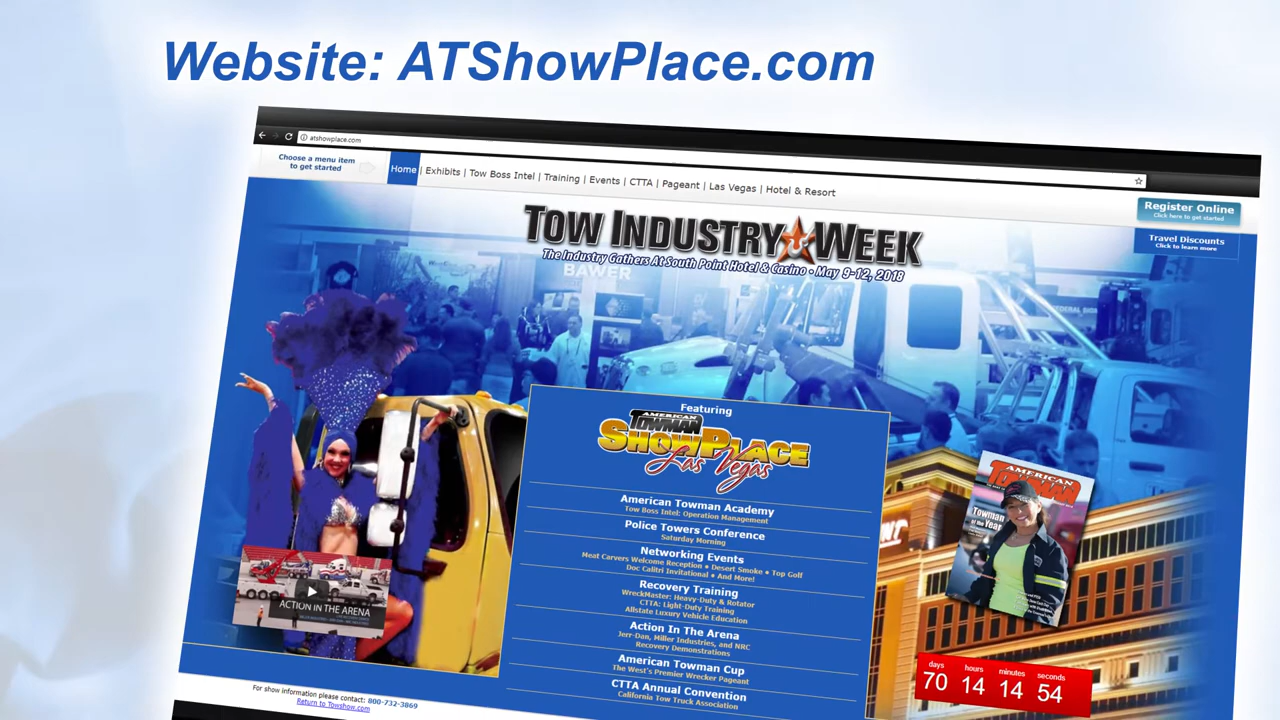 Website: ATShowPlace.com
atshowplace.com
Choose a menu item
to get started
Home | Exhibits | Tow Boss Intel | Training | Events | CTTA | Pageant | Las Vegas | Hotel & Resort
Register Online
Click here to get started
Travel Discounts
Click to learn more
TOW INDUSTRY WEEK
The Industry Gathers At South Point Hotel & Casino • May 9-12, 2018
BAWER
Featuring
AMERICAN
TOWMAN
SHOWPLACE
Las Vegas
American Towman Academy
Tow Boss Intel: Operation Management
Police Towers Conference
Saturday Morning
Networking Events
Meat Carvers Welcome Reception • Desert Smoke • Top Golf
Doc Calitri Invitational • And More!
Recovery Training
WreckMaster: Heavy-Duty & Rotator
CTTA: Light-Duty Training
Allstate Luxury Vehicle Education
Action In The Arena
Jerr-Dan, Miller Industries, and NRC
Recovery Demonstrations
American Towman Cup
The West's Premier Wrecker Pageant
CTTA Annual Convention
California Tow Truck Association
AMERICAN
TOWMAN
Towman
of the
Year
ACTION IN THE ARENA
days hours minutes seconds
70 14 14 54
For show information please contact: 800-732-3869
Return to Towshow.com